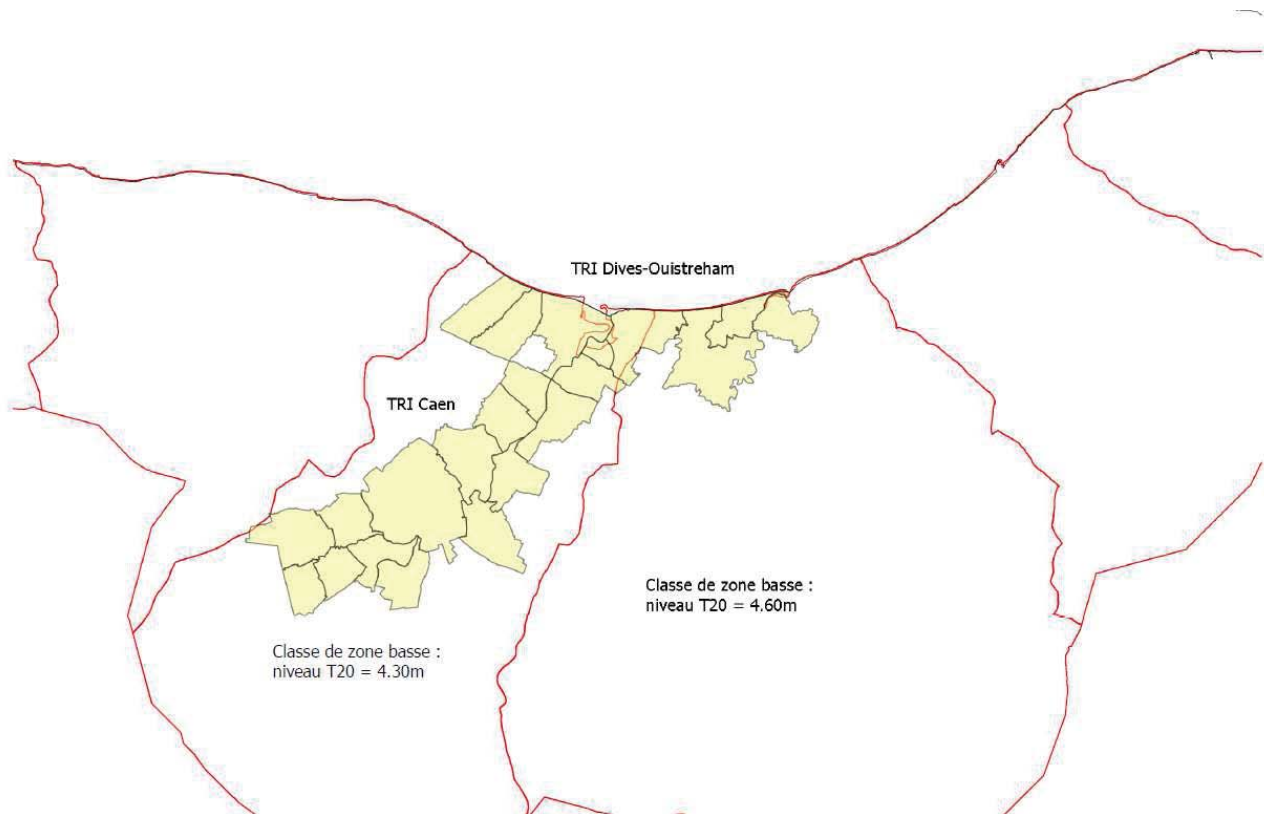 TRI Dives-Ouistreham
TRI Caen
Classe de zone basse :
niveau T20 = 4.60m
Classe de zone basse :
niveau T20 = 4.30m